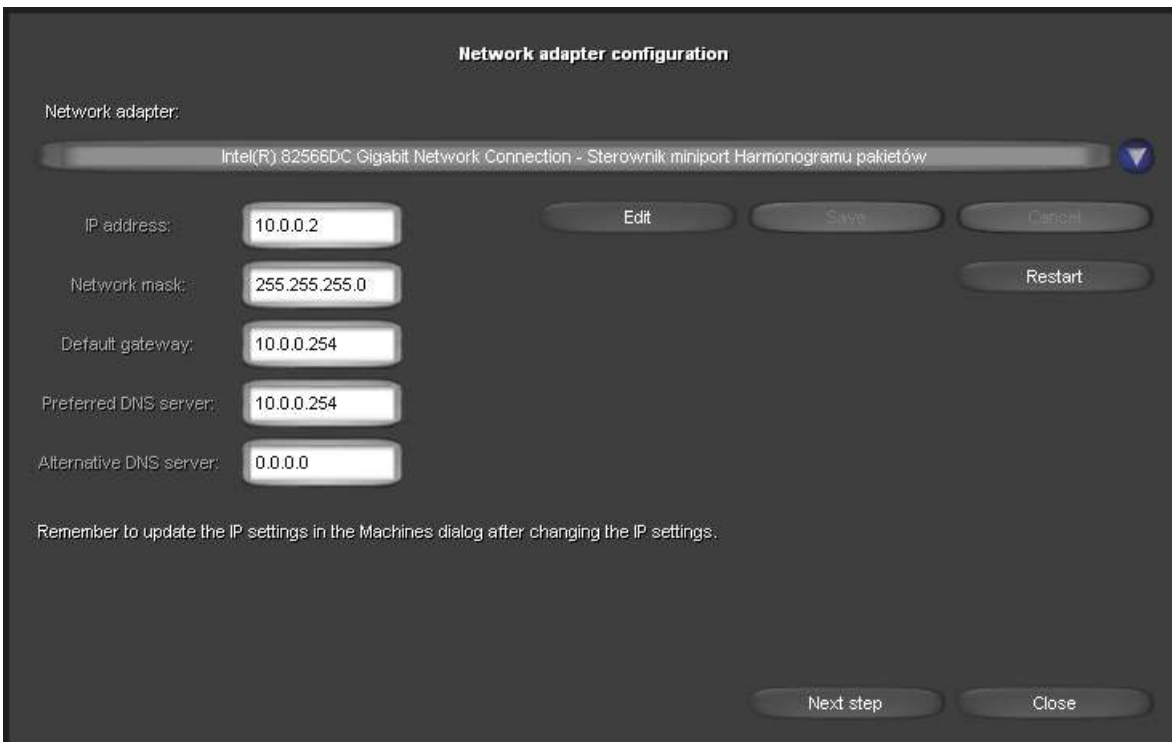 Network adapter configuration
Network adapter:
Intel(R) 82566DC Gigabit Network Connection - Sterownik miniport Harmonogramu pakietów
IP address: 10.0.0.2 Edit Save Cancel
Network mask: 255.255.255.0 Restart
Default gateway: 10.0.0.254
Preferred DNS server: 10.0.0.254
Alternative DNS server: 0.0.0.0
Remember to update the IP settings in the Machines dialog after changing the IP settings.
Next step Close